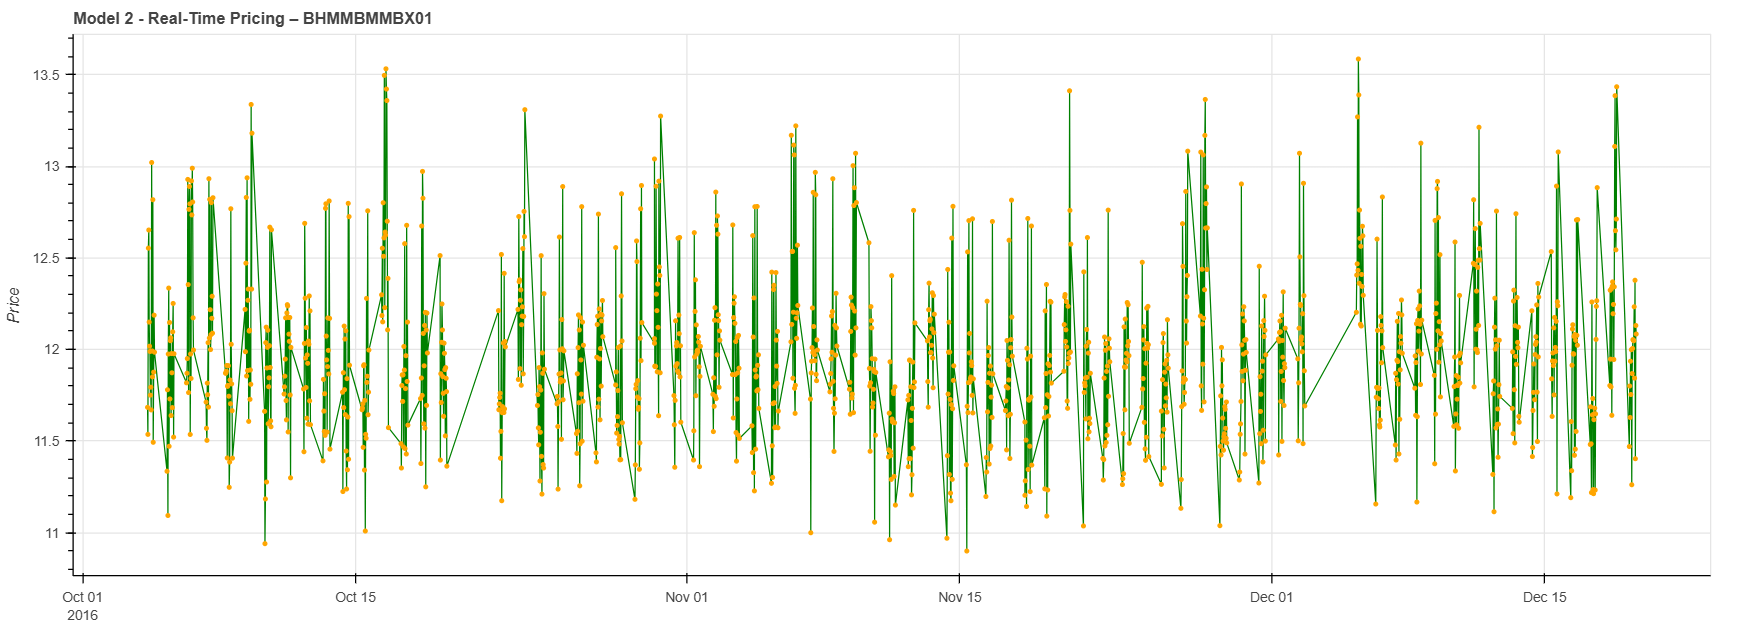 Model 2 - Real-Time Pricing – BHMMBMMBX01
13.5
13
12.5
12
11.5
11
Price
Oct 01
Oct 15
Nov 01
Nov 15
Dec 01
Dec 15
2016